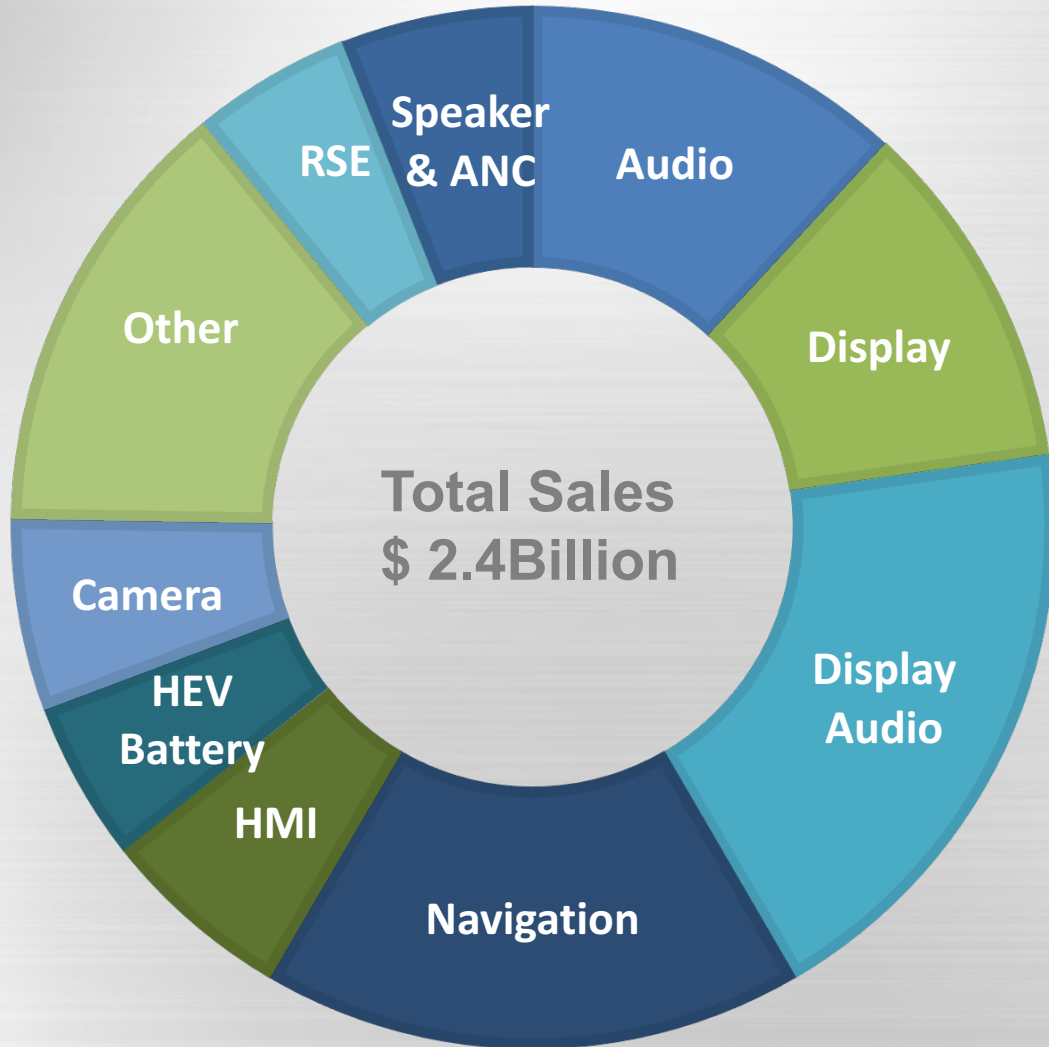 Speaker
& ANC
Audio
RSE
Other
Display
Total Sales
$ 2.4Billion
Camera
Display
Audio
HEV
Battery
HMI
Navigation